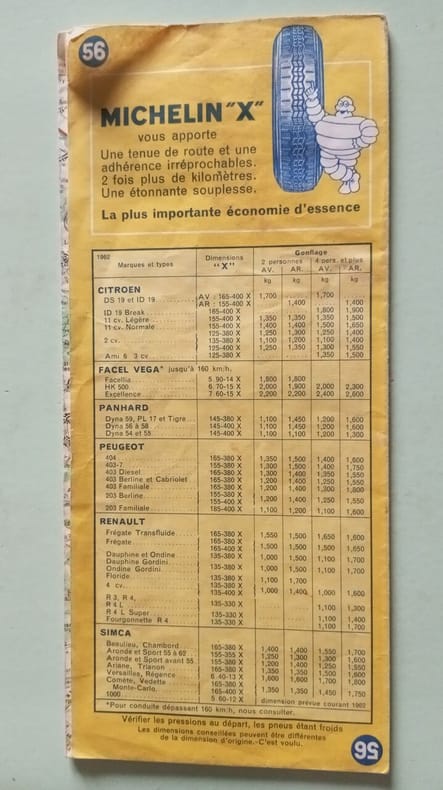 56
MICHELIN "X"
vous apporte
Une tenue de route et une
adhérence irréprochables.
2 fois plus de kilomètres.
Une étonnante souplesse.
La plus importante économie d'essence
1962
Marques et types
Dimensions
"X"
Gonflage
2 personnes 4 pers. et plus
AV. AR. AV. AR.
kg kg kg kg
CITROEN
DS 19 et ID 19 AV : 165-400 X 1,700 1,700
AR : 155-400 X 1,400 1,400
ID 19 Break 165-400 X 1,800 1,900
11 cv. Légère 155-400 X 1,350 1,350 1,350 1,500
11 cv. Normale 155-400 X 1,400 1,400 1,500 1,650
125-380 X 1,250 1,300 1,250 1,400
2 cv. 135-380 X 1,100 1,200 1,100 1,400
125-400 X 1,250 1,350 1,300 1,550
Ami 6 3 cv 125-380 X 1,350 1,500
FACEL VEGA* jusqu'à 160 km/h.
Facellia 5 90-14 X 1,800 1,800
HK 500 6 70-15 X 2,000 1,900 2,000 2,300
Excellence 7 60-15 X 2,200 2,200 2,400 2,600
PANHARD
Dyna 59, PL 17 et Tigre 145-380 X 1,100 1,450 1,200 1,600
Dyna 56 à 58 145-400 X 1,100 1,450 1,200 1,600
Dyna 54 et 55 145-400 X 1,100 1,200 1,200 1,300
PEUGEOT
404 165-380 X 1,350 1,500 1,400 1,600
403-7 155-380 X 1,300 1,500 1,400 1,750
403 Diesel 165-380 X 1,300 1,400 1,350 1,550
403 Berline et Cabriolet 165-380 X 1,200 1,400 1,250 1,550
403 Familiale 165-380 X 1,200 1,400 1,300 1,800
203 Berline 155-380 X
155-400 X 1,200 1,400 1,250 1,550
203 Familiale 185-400 X 1,100 1,200 1,100 1,600
RENAULT
Frégate Transfluide 165-380 X 1,550 1,500 1,650 1,600
Frégate 165-380 X
165-400 X 1,500 1,500 1,500 1,650
Dauphine et Ondine 135-380 X 1,000 1,500 1,100 1,700
Dauphine Gordini
Ondine Gordini 135-380 X 1,000 1,500 1,100 1,700
Floride 135-380 X 1,100 1,700
4 cv. 135-380 X
135-400 X 1,000 1,400 1,000 1,600
R 3, R 4,
R 4 L 135-330 X 1,100 1,300
R 4 L Super 135-330 X 1,100 1,400
Fourgonnette R 4 135-330 X 1,100 1,700
SIMCA
Beaulieu, Chambord 165-380 X 1,400 1,400 1,550 1,700
Aronde et Sport 55 à 62 155-355 X 1,250 1,300 1,300 1,600
Aronde et Sport avant 55 155-380 X 1,200 1,400 1,250 1,550
Ariane, Trianon 165-380 X 1,350 1,350 1,500 1,600
Versailles, Régence 6 40-13 X 1,600 1,600 1,700
Comète, Vedette 165-380 X
Monte-Carlo 165-400 X 1,350 1,350 1,450 1,750
1000 5 60-12 X dimension prévue courant 1962
*Pour conduite dépassant 160 km/h, nous consulter.
Vérifier les pressions au départ, les pneus étant froids
Les dimensions conseillées peuvent être différentes
de la dimension d'origine.-C'est voulu.
56